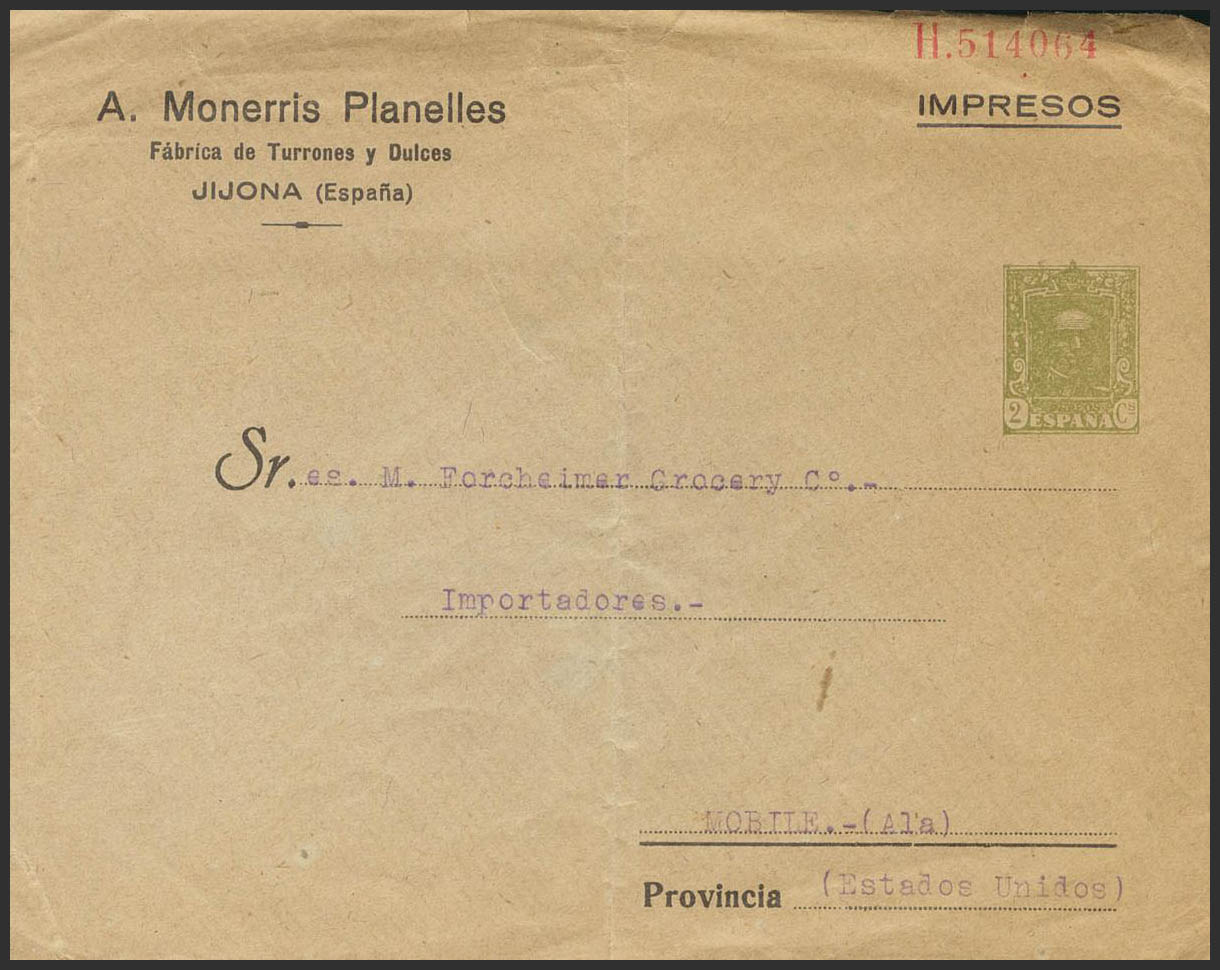 H.514064
IMPRESOS
A. Monerris Planelles
Fábrica de Turrones y Dulces
JIJONA (España)
2 ESPAÑA Cs
Sr.es. M. Forcheimer Grocery Cº.-
Importadores.-
MOBILE.-(Al'a)
Provincia (Estados Unidos)